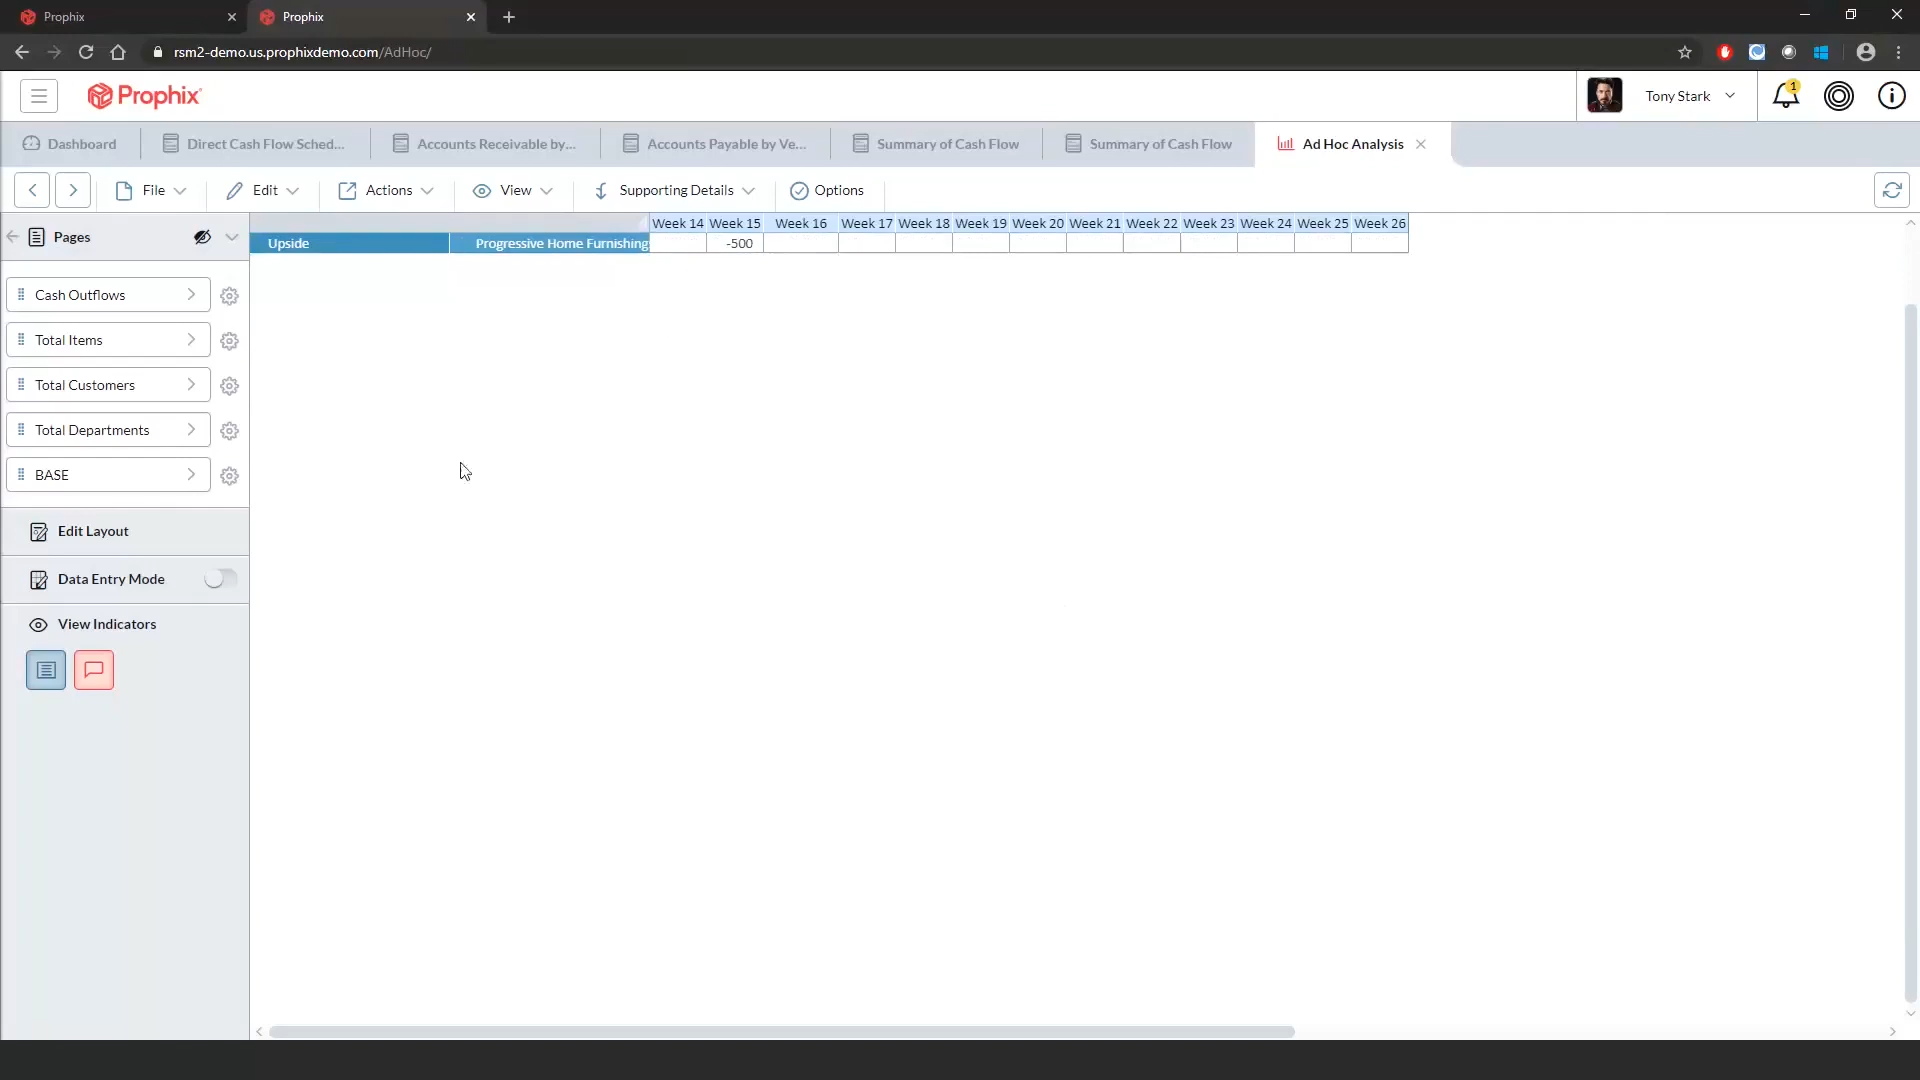 Prophix
Prophix
rsm2-demo.us.prophixdemo.com/AdHoc/
Prophix
Tony Stark
1
Dashboard
Direct Cash Flow Sched...
Accounts Receivable by...
Accounts Payable by Ve...
Summary of Cash Flow
Summary of Cash Flow
Ad Hoc Analysis
File
Edit
Actions
View
Supporting Details
Options
Pages
Week 14 Week 15 Week 16 Week 17 Week 18 Week 19 Week 20 Week 21 Week 22 Week 23 Week 24 Week 25 Week 26
Upside Progressive Home Furnishings -500
Cash Outflows
Total Items
Total Customers
Total Departments
BASE
Edit Layout
Data Entry Mode
View Indicators